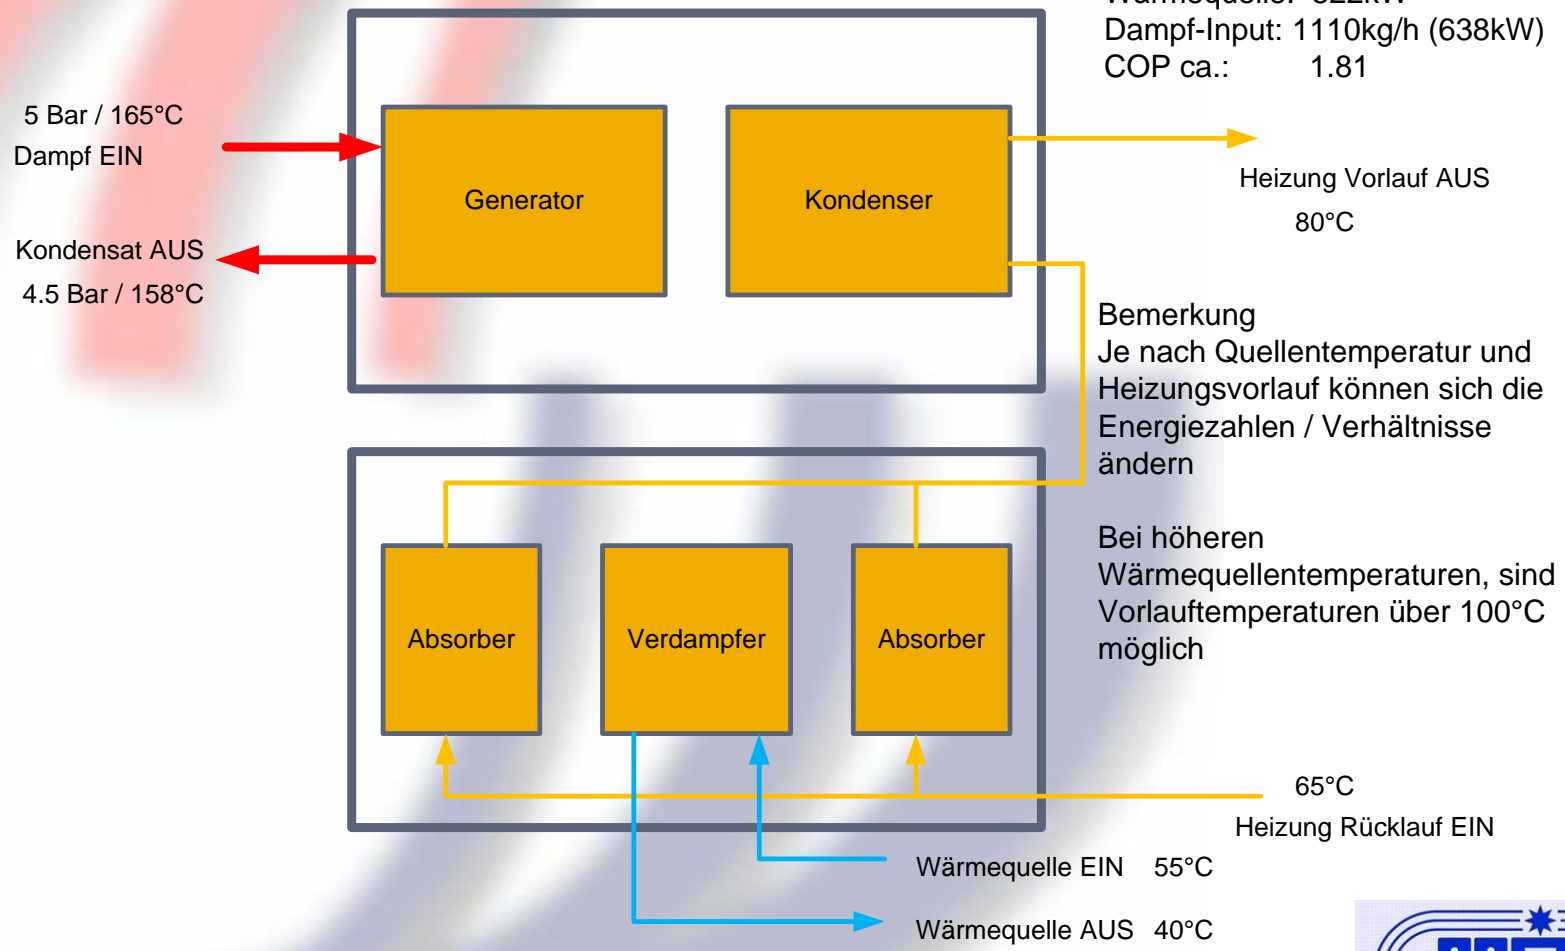 Dampf-Input: 1110kg/h (638kW)
COP ca.: 1.81
5 Bar / 165°C
Dampf EIN
Generator
Kondenser
Heizung Vorlauf AUS
80°C
Kondensat AUS
4.5 Bar / 158°C
Bemerkung
Je nach Quellentemperatur und
Heizungsvorlauf können sich die
Energiezahlen / Verhältnisse
ändern
Bei höheren
Wärmequellentemperaturen, sind
Vorlauftemperaturen über 100°C
möglich
Absorber
Verdampfer
Absorber
65°C
Heizung Rücklauf EIN
Wärmequelle EIN 55°C
Wärmequelle AUS 40°C